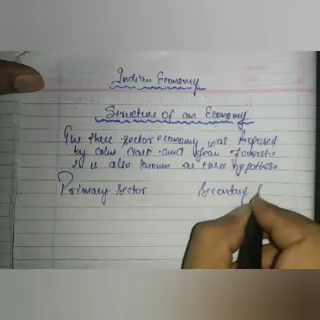 Indian Economy
Structure of an Economy
The three sector economy was proposed
by Colin Clark and Jean
It is also known as three
Primary Sector